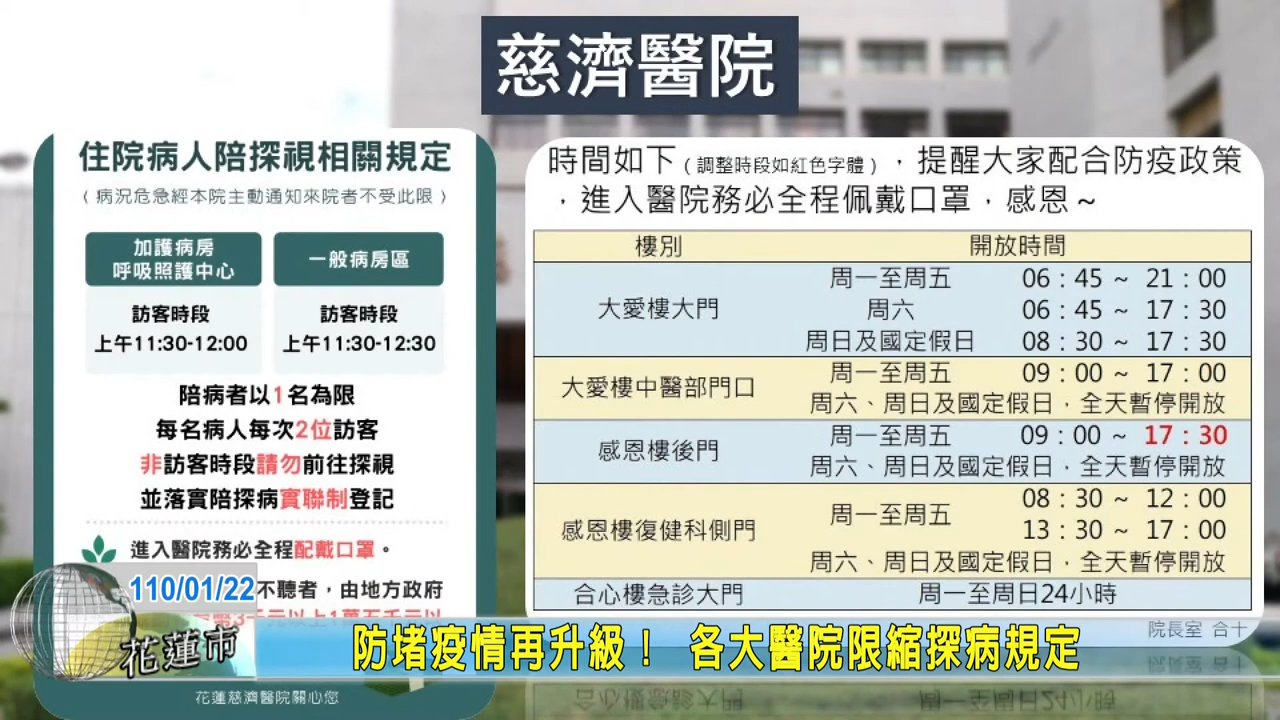 慈濟醫院
住院病人陪探視相關規定
（病況危急經本院主動通知來院者不受此限）
加護病房
呼吸照護中心
一般病房區
訪客時段
上午11:30-12:00
訪客時段
上午11:30-12:30
陪病者以1名為限
每名病人每次2位訪客
非訪客時段請勿前往探視
並落實陪探病實聯制登記
進入醫院務必全程配戴口罩。
不聽者，由地方政府
3千元以上1萬五千元以
花蓮慈濟醫院關心您
時間如下（調整時段如紅色字體），提醒大家配合防疫政策
，進入醫院務必全程佩戴口罩，感恩~
樓別 開放時間
大愛樓大門
周一至周五 06：45 ~ 21：00
周六 06：45 ~ 17：30
周日及國定假日 08：30 ~ 17：30
大愛樓中醫部門口
周一至周五 09：00 ~ 17：00
周六、周日及國定假日，全天暫停開放
感恩樓後門
周一至周五 09：00 ~ 17：30
周六、周日及國定假日，全天暫停開放
感恩樓復健科側門
周一至周五
08：30 ~ 12：00
13：30 ~ 17：00
周六、周日及國定假日，全天暫停開放
合心樓急診大門 周一至周日24小時
院長室 合十
110/01/22
花蓮市
防堵疫情再升級！ 各大醫院限縮探病規定